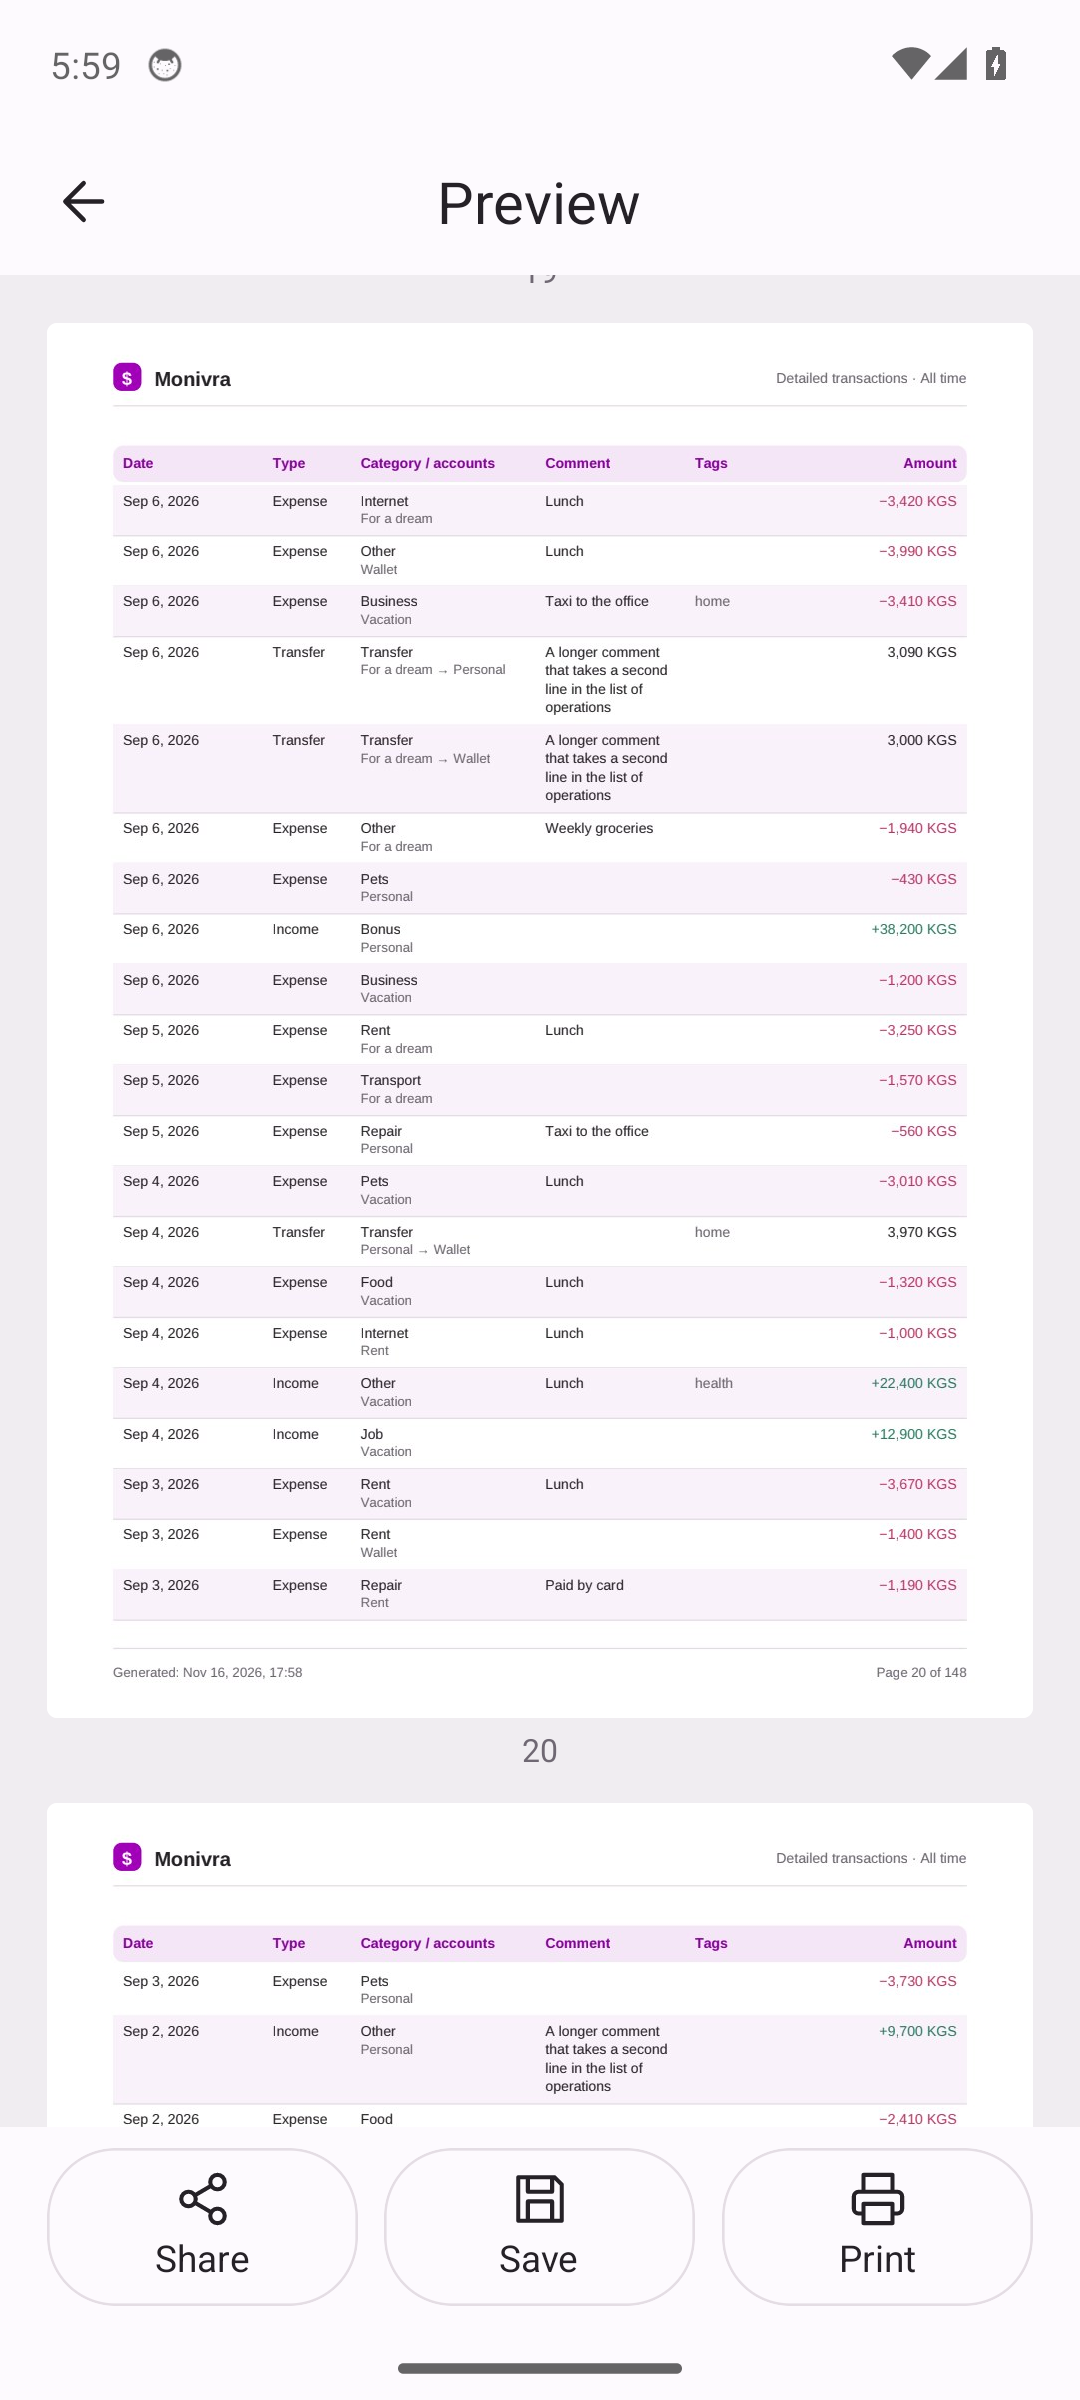 5:59
Preview
$ Monivra Detailed transactions · All time
Date Type Category / accounts Comment Tags Amount
Sep 6, 2026 Expense Internet Lunch −3,420 KGS
For a dream
Sep 6, 2026 Expense Other Lunch −3,990 KGS
Wallet
Sep 6, 2026 Expense Business Taxi to the office home −3,410 KGS
Vacation
Sep 6, 2026 Transfer Transfer A longer comment 3,090 KGS
For a dream → Personal that takes a second
line in the list of
operations
Sep 6, 2026 Transfer Transfer A longer comment 3,000 KGS
For a dream → Wallet that takes a second
line in the list of
operations
Sep 6, 2026 Expense Other Weekly groceries −1,940 KGS
For a dream
Sep 6, 2026 Expense Pets −430 KGS
Personal
Sep 6, 2026 Income Bonus +38,200 KGS
Personal
Sep 6, 2026 Expense Business −1,200 KGS
Vacation
Sep 5, 2026 Expense Rent Lunch −3,250 KGS
For a dream
Sep 5, 2026 Expense Transport −1,570 KGS
For a dream
Sep 5, 2026 Expense Repair Taxi to the office −560 KGS
Personal
Sep 4, 2026 Expense Pets Lunch −3,010 KGS
Vacation
Sep 4, 2026 Transfer Transfer home 3,970 KGS
Personal → Wallet
Sep 4, 2026 Expense Food Lunch −1,320 KGS
Vacation
Sep 4, 2026 Expense Internet Lunch −1,000 KGS
Rent
Sep 4, 2026 Income Other Lunch health +22,400 KGS
Vacation
Sep 4, 2026 Income Job +12,900 KGS
Vacation
Sep 3, 2026 Expense Rent Lunch −3,670 KGS
Vacation
Sep 3, 2026 Expense Rent −1,400 KGS
Wallet
Sep 3, 2026 Expense Repair Paid by card −1,190 KGS
Rent
Generated: Nov 16, 2026, 17:58 Page 20 of 148
20
$ Monivra Detailed transactions · All time
Date Type Category / accounts Comment Tags Amount
Sep 3, 2026 Expense Pets −3,730 KGS
Personal
Sep 2, 2026 Income Other A longer comment +9,700 KGS
Personal that takes a second
line in the list of
operations
Sep 2, 2026 Expense Food −2,410 KGS
Share Save Print